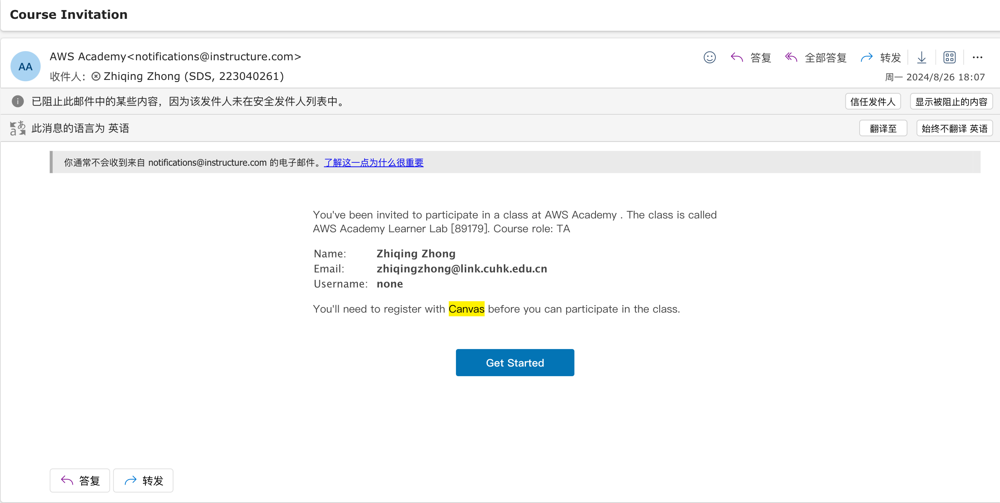 Course Invitation
AA
AWS Academy<notifications@instructure.com>
答复
全部答复
转发
收件人: Zhiqing Zhong (SDS, 223040261)
周一 2024/8/26 18:07
已阻止此邮件中的某些内容，因为该发件人未在安全发件人列表中。
信任发件人
显示被阻止的内容
此消息的语言为 英语
翻译至
始终不翻译 英语
你通常不会收到来自 notifications@instructure.com 的电子邮件。了解这一点为什么很重要
You've been invited to participate in a class at AWS Academy . The class is called
AWS Academy Learner Lab [89179]. Course role: TA
Name: Zhiqing Zhong
Email: zhiqingzhong@link.cuhk.edu.cn
Username: none
You'll need to register with Canvas before you can participate in the class.
Get Started
答复
转发